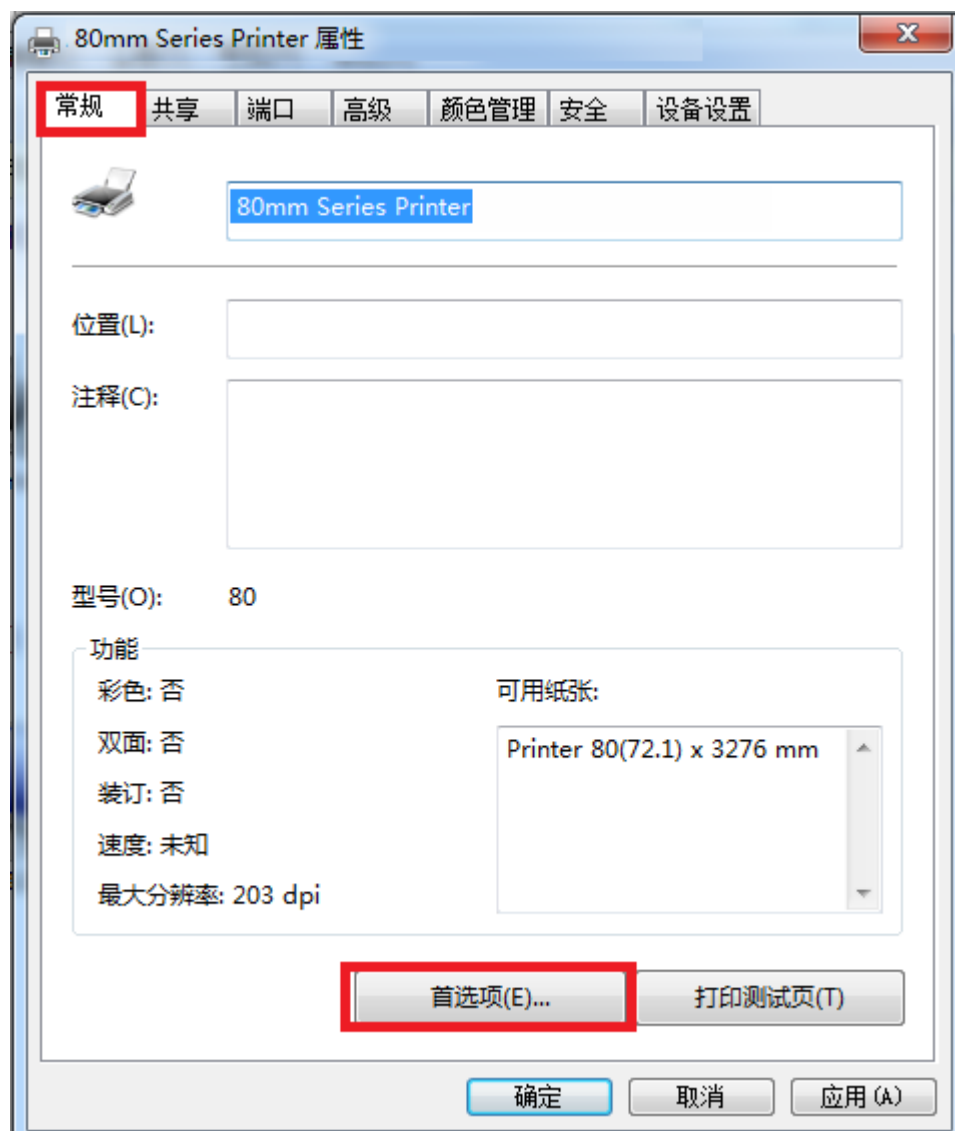 80mm Series Printer 属性
常规 共享 端口 高级 颜色管理 安全 设备设置
80mm Series Printer
位置(L):
注释(C):
型号(O): 80
功能
彩色: 否 可用纸张:
双面: 否 Printer 80(72.1) x 3276 mm
装订: 否
速度: 未知
最大分辨率: 203 dpi
首选项(E)... 打印测试页(T)
确定 取消 应用(A)